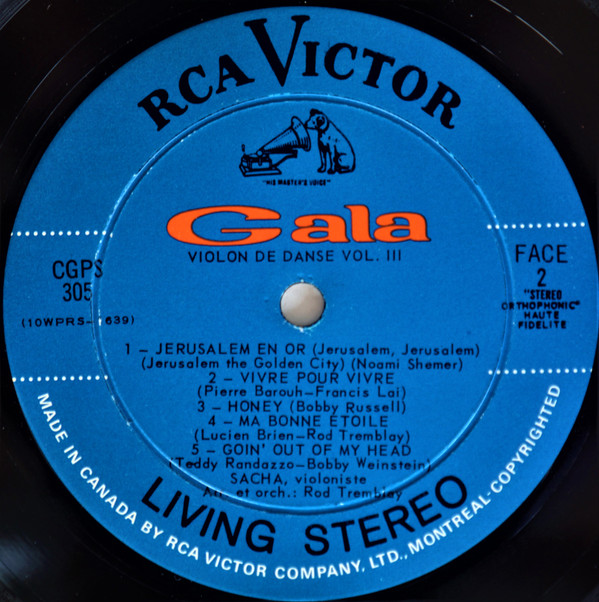 RCA VICTOR
"HIS MASTER'S VOICE"
Gala
VIOLON DE DANSE VOL. III
CGPS
305
(10WPRS-1639)
FACE
2
"STEREO
ORTHOPHONIC"
HAUTE
FIDELITE
1 – JERUSALEM EN OR (Jerusalem, Jerusalem)
(Jerusalem the Golden City) (Noami Shemer)
2 – VIVRE POUR VIVRE
(Pierre Barouh–Francis Lai)
3 – HONEY (Bobby Russell)
4 – MA BONNE ÉTOILE
(Lucien Brien–Rod Tremblay)
5 – GOIN' OUT OF MY HEAD
(Teddy Randazzo–Bobby Weinstein)
SACHA, violoniste
Arr. et orch.: Rod Tremblay
LIVING STEREO
MADE IN CANADA BY RCA VICTOR COMPANY, LTD., MONTREAL-COPYRIGHTED